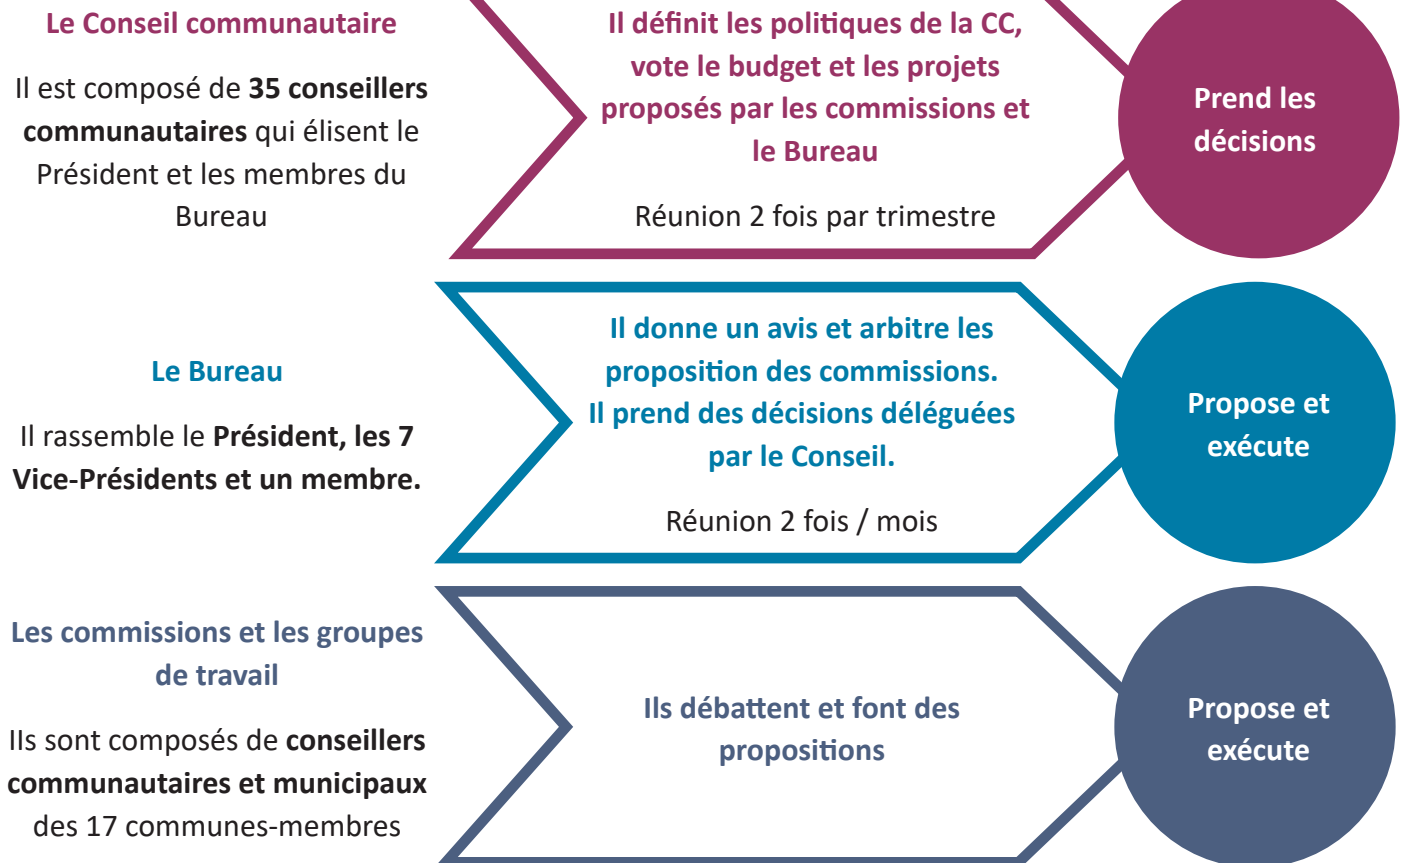 Le Conseil communautaire
Il est composé de 35 conseillers
communautaires qui élisent le
Président et les membres du
Bureau
Il définit les politiques de la CC,
vote le budget et les projets
proposés par les commissions et
le Bureau
Réunion 2 fois par trimestre
Prend les
décisions
Le Bureau
Il rassemble le Président, les 7
Vice-Présidents et un membre.
Il donne un avis et arbitre les
proposition des commissions.
Il prend des décisions déléguées
par le Conseil.
Réunion 2 fois / mois
Propose et
exécute
Les commissions et les groupes
de travail
IIs sont composés de conseillers
communautaires et municipaux
des 17 communes-membres
Ils débattent et font des
propositions
Propose et
exécute